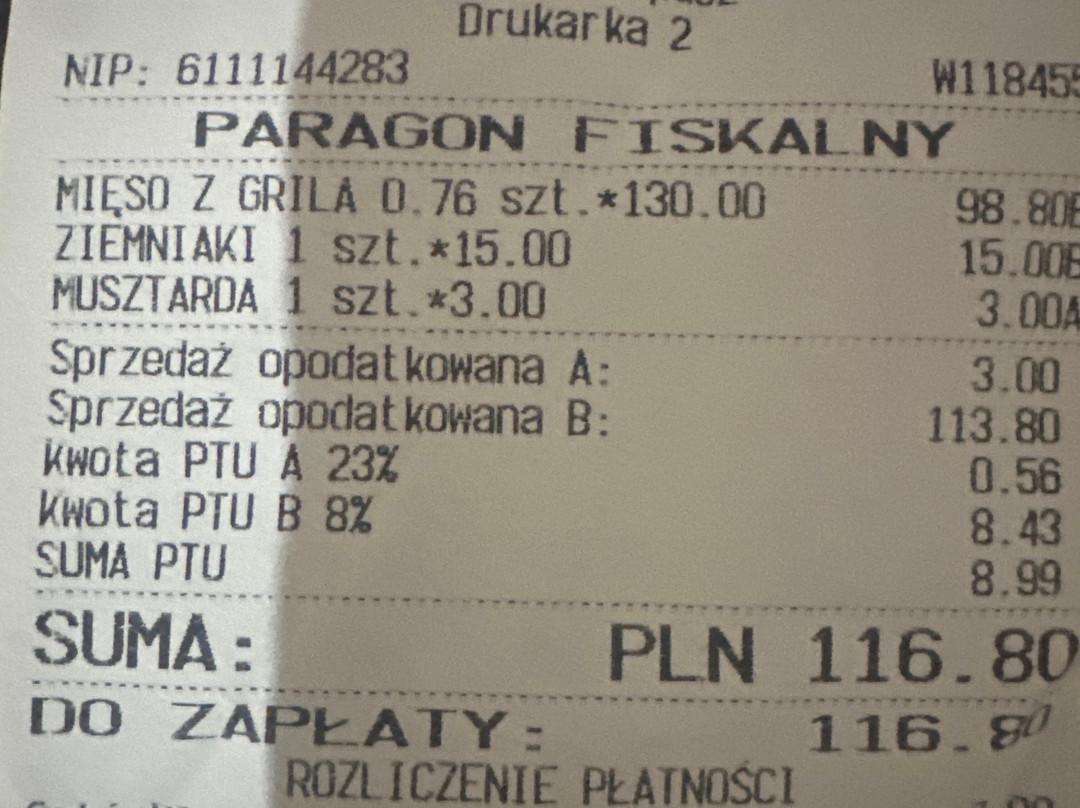 Drukarka 2
NIP: 6111144283 W118455
PARAGON FISKALNY
MIĘSO Z GRILA 0.76 szt.*130.00 98.80B
ZIEMNIAKI 1 szt.*15.00 15.00B
MUSZTARDA 1 szt.*3.00 3.00A
Sprzedaż opodatkowana A: 3.00
Sprzedaż opodatkowana B: 113.80
Kwota PTU A 23% 0.56
Kwota PTU B 8% 8.43
SUMA PTU 8.99
SUMA: PLN 116.80
DO ZAPŁATY: 116.80
ROZLICZENIE PŁATNOŚCI